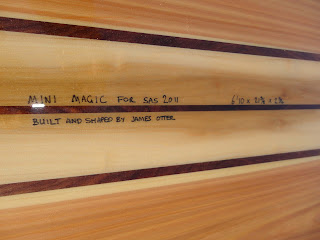 MINI MAGIC FOR SAS 2011
BUILT AND SHAPED BY JAMES OTTER